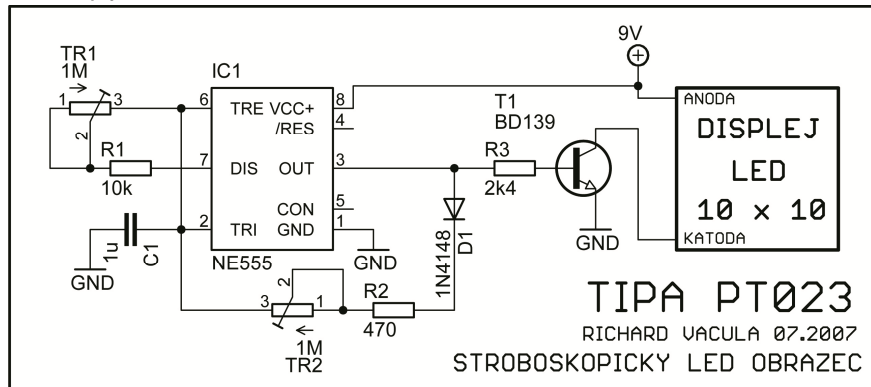 TR1
1M
1 3
2
R1
10k
1u
C1
GND
IC1
6 TRE VCC+ 8
/RES 4
7 DIS OUT 3
CON 5
2 TRI GND 1
NE555
GND
3 2 1
1M
TR2
R2
470
1N4148
D1
R3
2k4
T1
BD139
GND
9V
ANODA
DISPLEJ
LED
10 x 10
KATODA
TIPA PT023
RICHARD VACULA 07.2007
STROBOSKOPICKY LED OBRAZEC